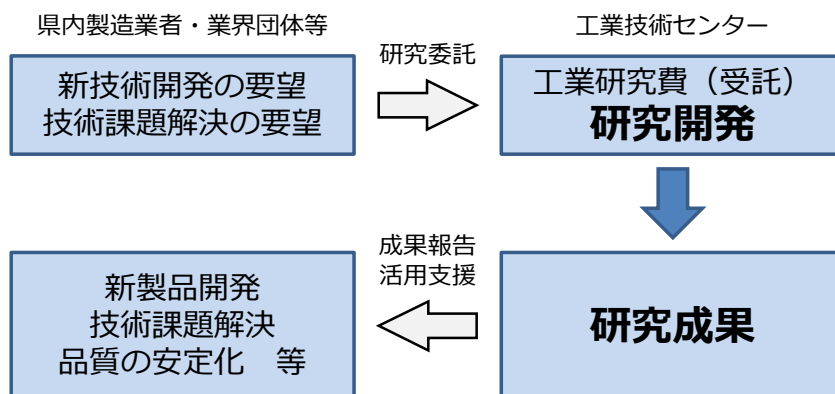 県内製造業者・業界団体等
工業技術センター
新技術開発の要望
技術課題解決の要望
研究委託
工業研究費（受託）
研究開発
成果報告
活用支援
新製品開発
技術課題解決
品質の安定化　等
研究成果